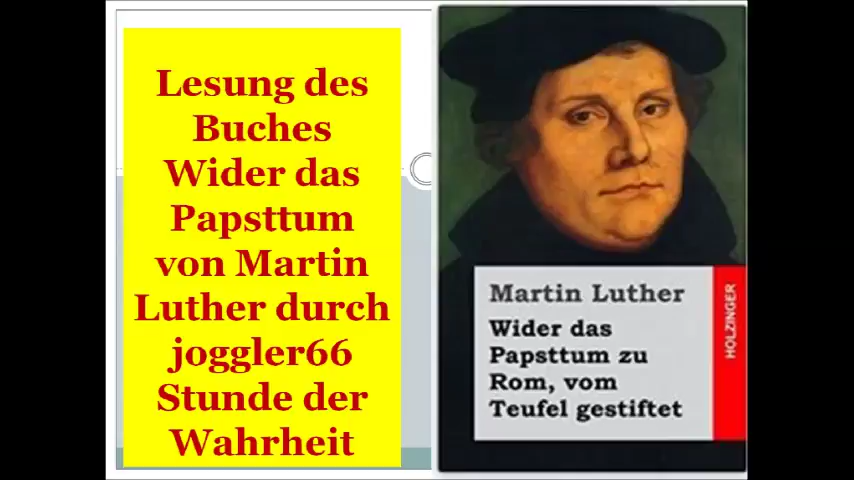 Lesung des
Buches
Wider das
Papsttum
von Martin
Luther durch
joggler66
Stunde der
Wahrheit
Martin Luther
Wider das
Papsttum zu
Rom, vom
Teufel gestiftet
HOLZINGER